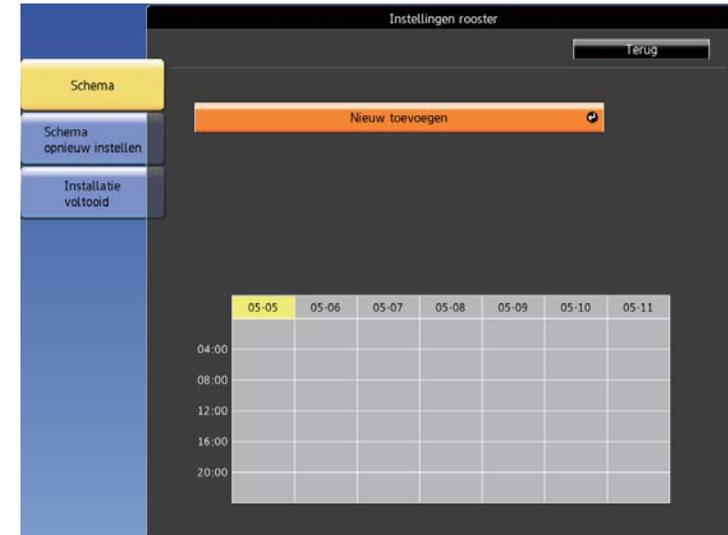 Instellingen rooster
Terug
Schema
Schema
opnieuw instellen
Installatie
voltooid
Nieuw toevoegen
05-05 05-06 05-07 05-08 05-09 05-10 05-11
04:00
08:00
12:00
16:00
20:00